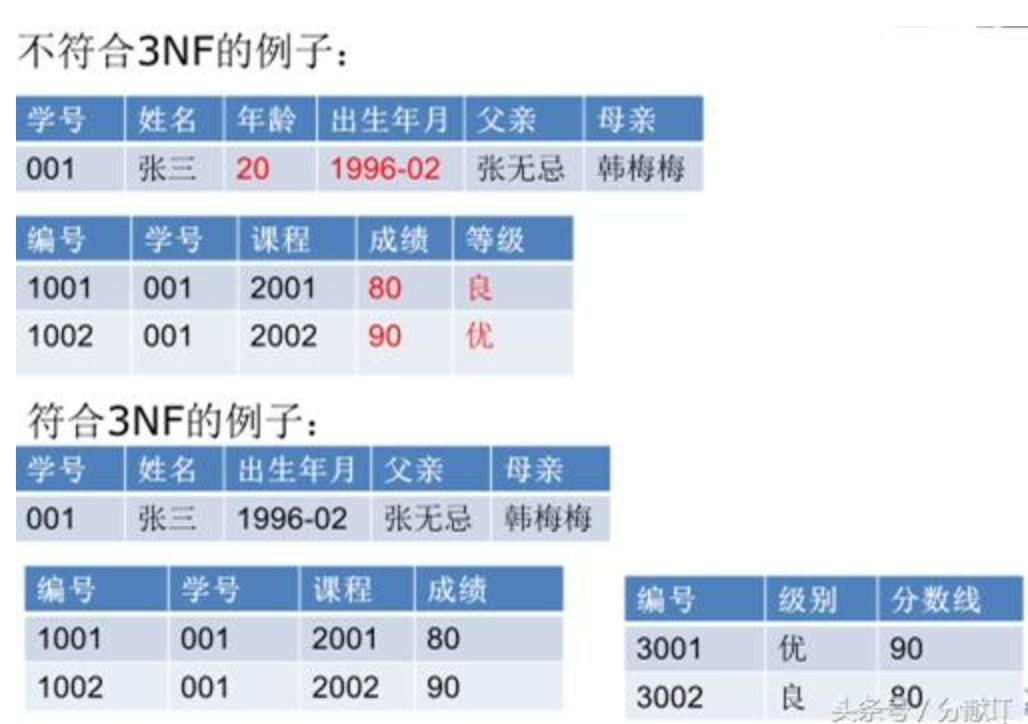 不符合3NF的例子：
学号 姓名 年龄 出生年月 父亲 母亲
001 张三 20 1996-02 张无忌 韩梅梅
编号 学号 课程 成绩 等级
1001 001 2001 80 良
1002 001 2002 90 优
符合3NF的例子：
学号 姓名 出生年月 父亲 母亲
001 张三 1996-02 张无忌 韩梅梅
编号 学号 课程 成绩
1001 001 2001 80
1002 001 2002 90
编号 级别 分数线
3001 优 90
3002 良 80
头条号 /